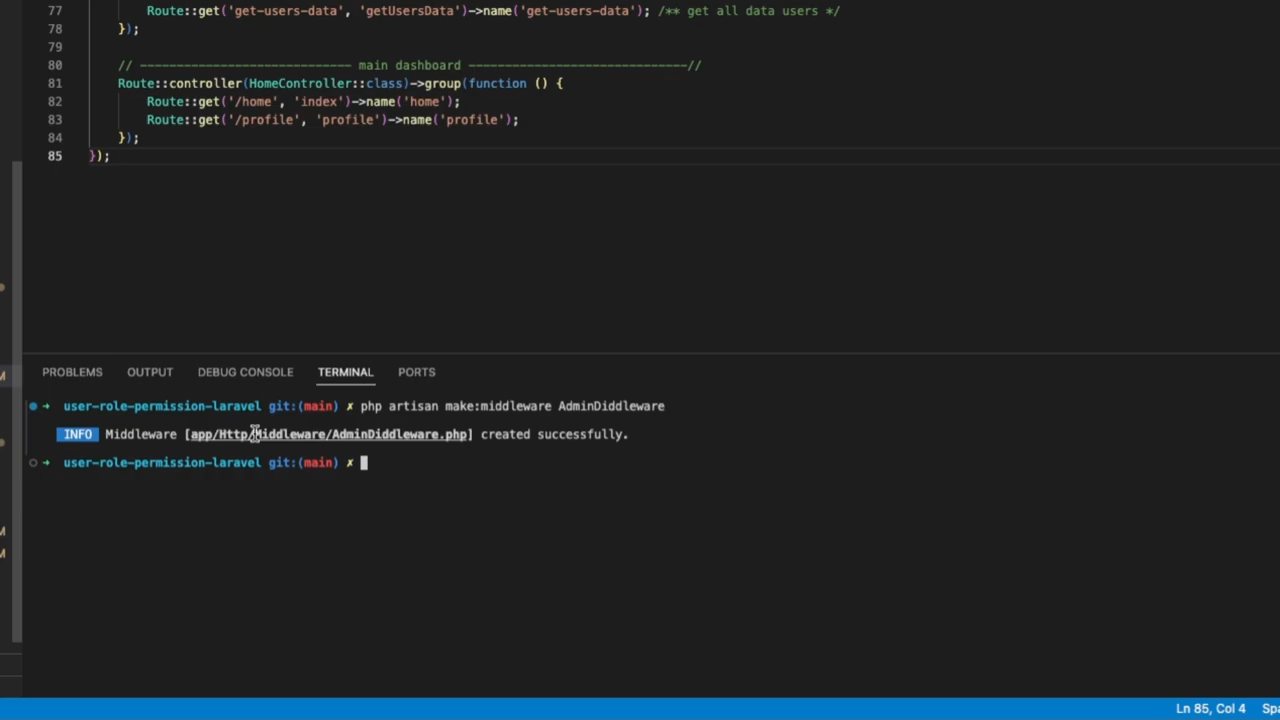 77 Route::get('get-users-data', 'getUsersData')->name('get-users-data'); /** get all data users */
78 });
79
80 // ----------------------------- main dashboard ------------------------------//
81 Route::controller(HomeController::class)->group(function () {
82 Route::get('/home', 'index')->name('home');
83 Route::get('/profile', 'profile')->name('profile');
84 });
85 });
M
PROBLEMS OUTPUT DEBUG CONSOLE TERMINAL PORTS
➜ user-role-permission-laravel git:(main) ✗ php artisan make:middleware AdminDiddleware
INFO Middleware [app/Http/Middleware/AdminDiddleware.php] created successfully.
➜ user-role-permission-laravel git:(main) ✗
M
M
Ln 85, Col 4 Spa